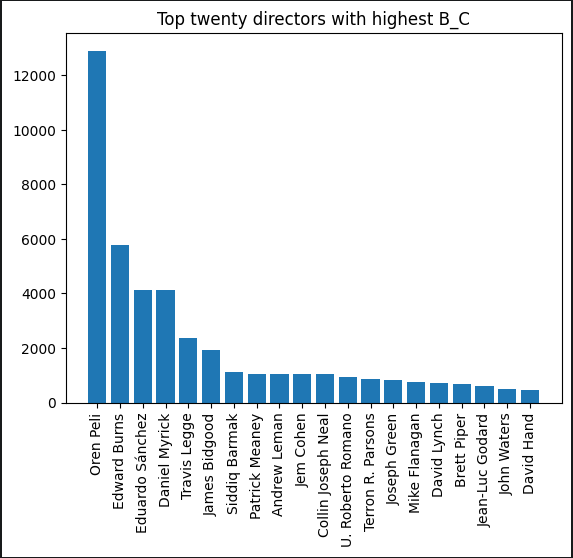 Top twenty directors with highest B_C
12000
10000
8000
6000
4000
2000
0
Oren Peli
Edward Burns
Eduardo Sánchez
Daniel Myrick
Travis Legge
James Bidgood
Siddiq Barmak
Patrick Meaney
Andrew Leman
Jem Cohen
Collin Joseph Neal
U. Roberto Romano
Terron R. Parsons
Joseph Green
Mike Flanagan
David Lynch
Brett Piper
Jean-Luc Godard
John Waters
David Hand